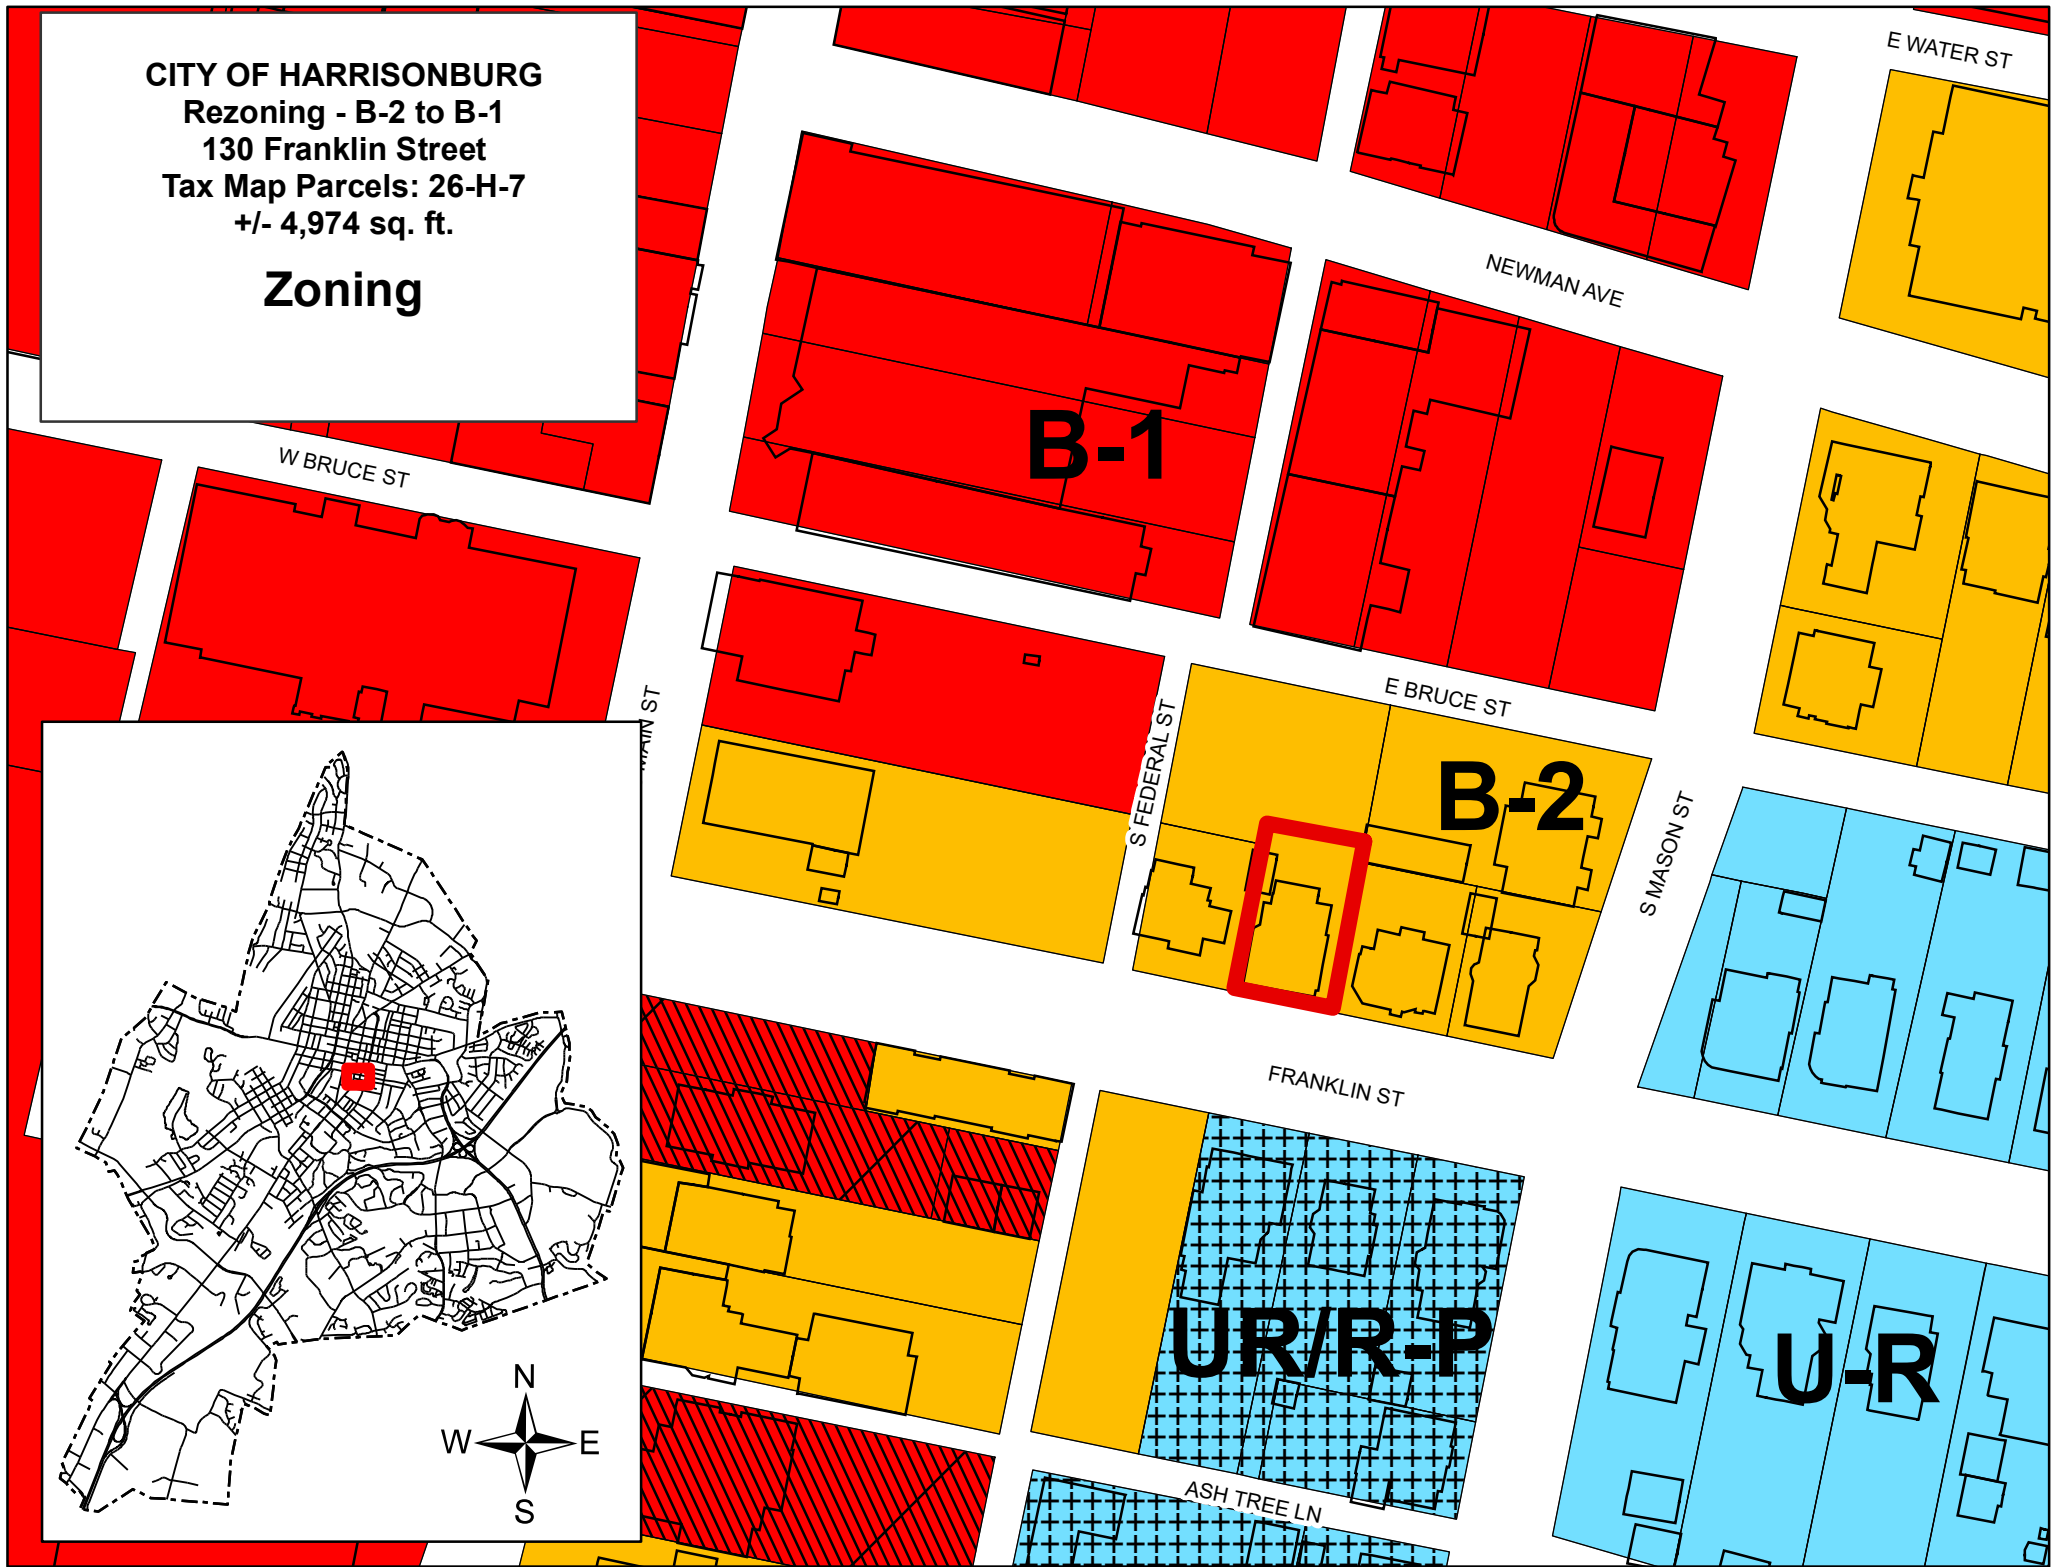 CITY OF HARRISONBURG
Rezoning - B-2 to B-1
130 Franklin Street
Tax Map Parcels: 26-H-7
+/- 4,974 sq. ft.
Zoning
E WATER ST
NEWMAN AVE
W BRUCE ST
B-1
E BRUCE ST
MAIN ST
S FEDERAL ST
B-2
S MASON ST
FRANKLIN ST
UR/R-P
U-R
ASH TREE LN
N
W
E
S